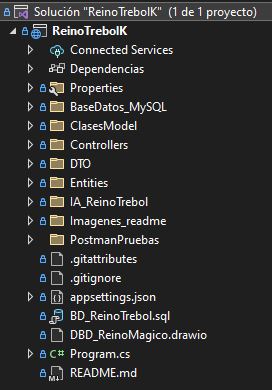 Solución "ReinoTrebolK" (1 de 1 proyecto)
ReinoTrebolK
Connected Services
Dependencias
Properties
BaseDatos_MySQL
ClasesModel
Controllers
DTO
Entities
IA_ReinoTrebol
Imagenes_readme
PostmanPruebas
.gitattributes
.gitignore
appsettings.json
BD_ReinoTrebol.sql
DBD_ReinoMagico.drawio
C# Program.cs
README.md